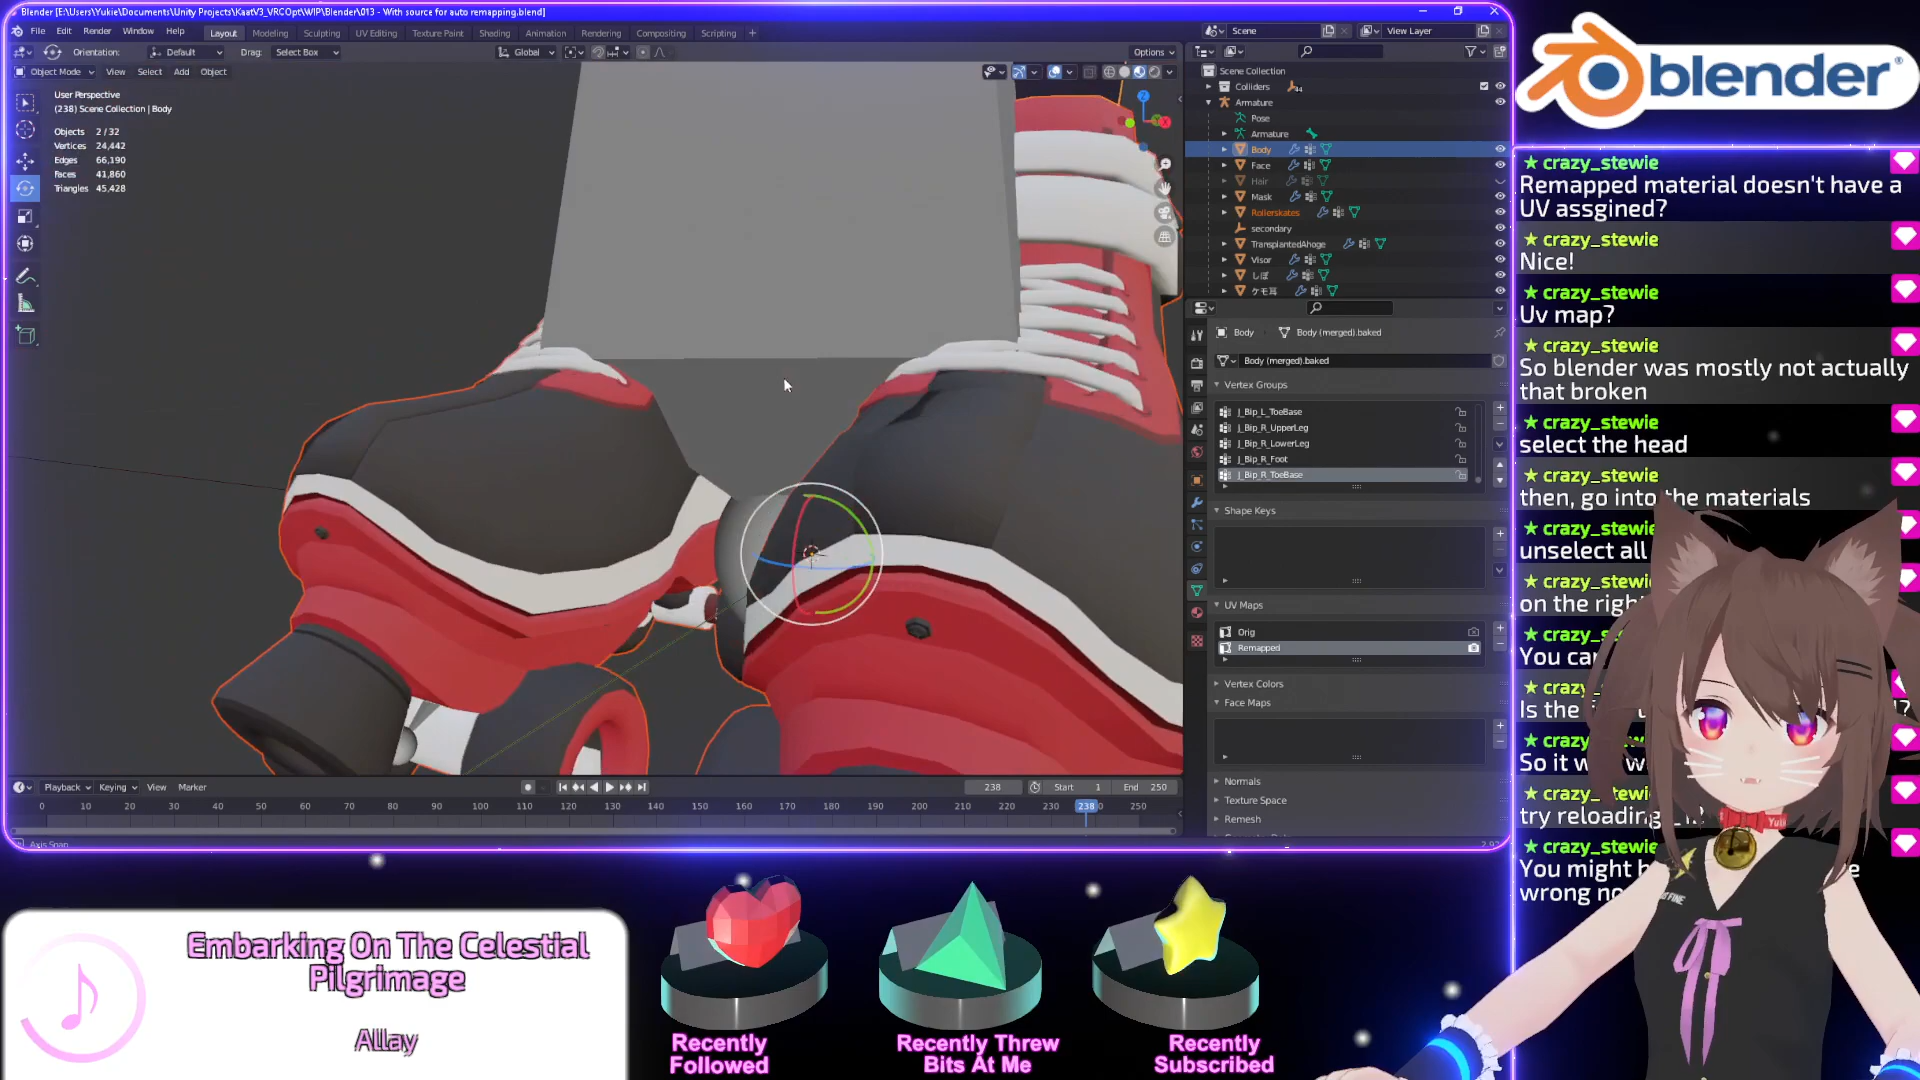 Blender [E:\Users\Yukie\Documents\Unity Projects\KaatV3_VRCOpt\WIP\Blender\013 - With source for auto remapping.blend]
File Edit Render Window Help Layout Modeling Sculpting UV Editing Texture Paint Shading Animation Rendering Compositing Scripting + Scene View Layer
Orientation: Default Drag: Select Box Global Options
Object Mode View Select Add Object
User Perspective
(238) Scene Collection | Body
Objects 2 / 32
Vertices 24,442
Edges 66,190
Faces 41,860
Triangles 45,428
Z
Scene Collection
Colliders
Armature
Pose
Armature
Body
Face
Hair
Mask
Rollerskates
secondary
TransplantedAhoge
Visor
しぽ
ケモ耳
Body Body (merged).baked
Body (merged).baked
Vertex Groups
J_Bip_L_ToeBase
J_Bip_R_UpperLeg
J_Bip_R_LowerLeg
J_Bip_R_Foot
J_Bip_R_ToeBase
Shape Keys
UV Maps
Orig
Remapped
Vertex Colors
Face Maps
Normals
Texture Space
Remesh
Playback Keying View Marker 238 Start 1 End 250
0 10 20 30 40 50 60 70 80 90 100 110 120 130 140 150 160 170 180 190 200 210 220 230 238 250
Axis Snap
2.92
blender
crazy_stewie
Remapped material doesn't have a
UV assgined?
crazy_stewie
Nice!
crazy_stewie
Uv map?
crazy_stewie
So blender was mostly not actually
that broken
crazy_stewie
select the head
crazy_stewie
then, go into the materials
crazy_stewie
unselect all
crazy_stewie
on the right
You can
Is the
So it w
try reloading
crazy_stewie
You might
wrong no
Embarking On The Celestial
Pilgrimage
Allay
Recently
Followed
Recently Threw
Bits At Me
Recently
Subscribed